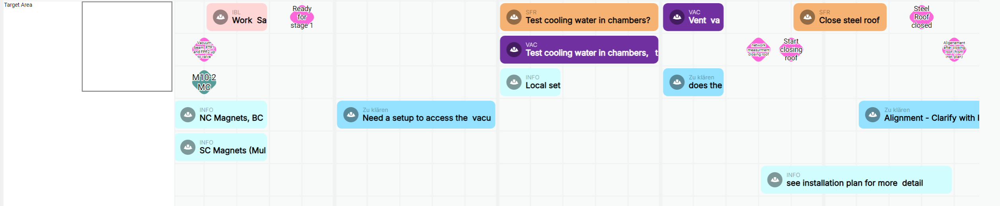 Target Area
IBL
Work Sa
Ready
for
stage 1
SFR
Test cooling water in chambers?
VAC
Vent va
SFR
Close steel roof
Steel
Roof
closed
Vacuum
beam FTF1
and FPF2 up
to valve
VAC
Test cooling water in chambers, t
network
measurment
closing roof
Start
closing
roof
Aligenement
after closing
roof (from
inst. plan)
M10-2
MC
INFO
Local set
Zu klären
does the
INFO
NC Magnets, BC
Zu klären
Need a setup to access the vacu
Zu klären
Alignment - Clarify with I
INFO
SC Magnets (Mul
INFO
see installation plan for more detail